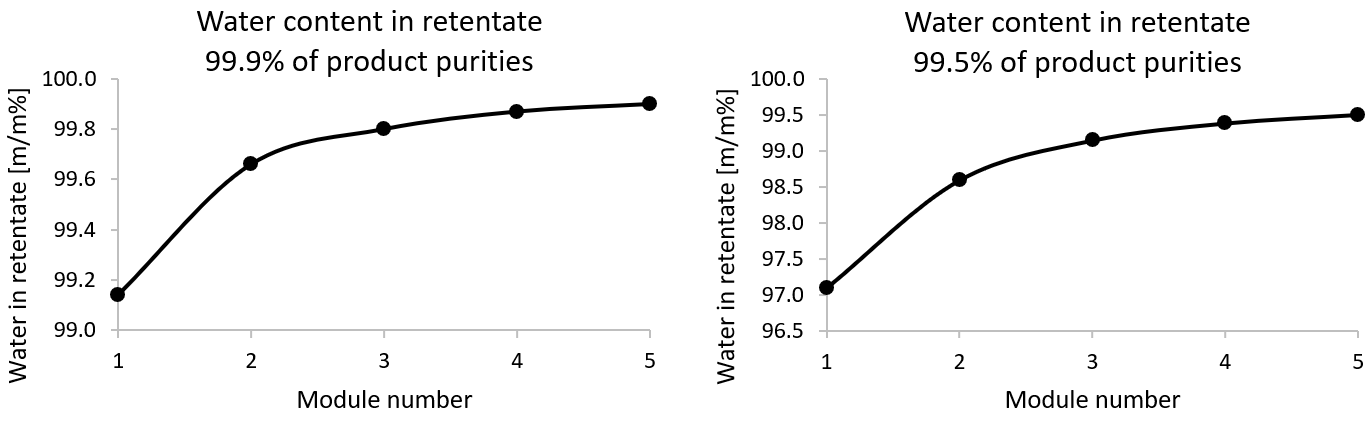 Water content in retentate
99.9% of product purities
Water in retentate [m/m%]
100.0
99.8
99.6
99.4
99.2
99.0
1 2 3 4 5
Module number
Water content in retentate
99.5% of product purities
Water in retentate [m/m%]
100.0
99.5
99.0
98.5
98.0
97.5
97.0
96.5
1 2 3 4 5
Module number